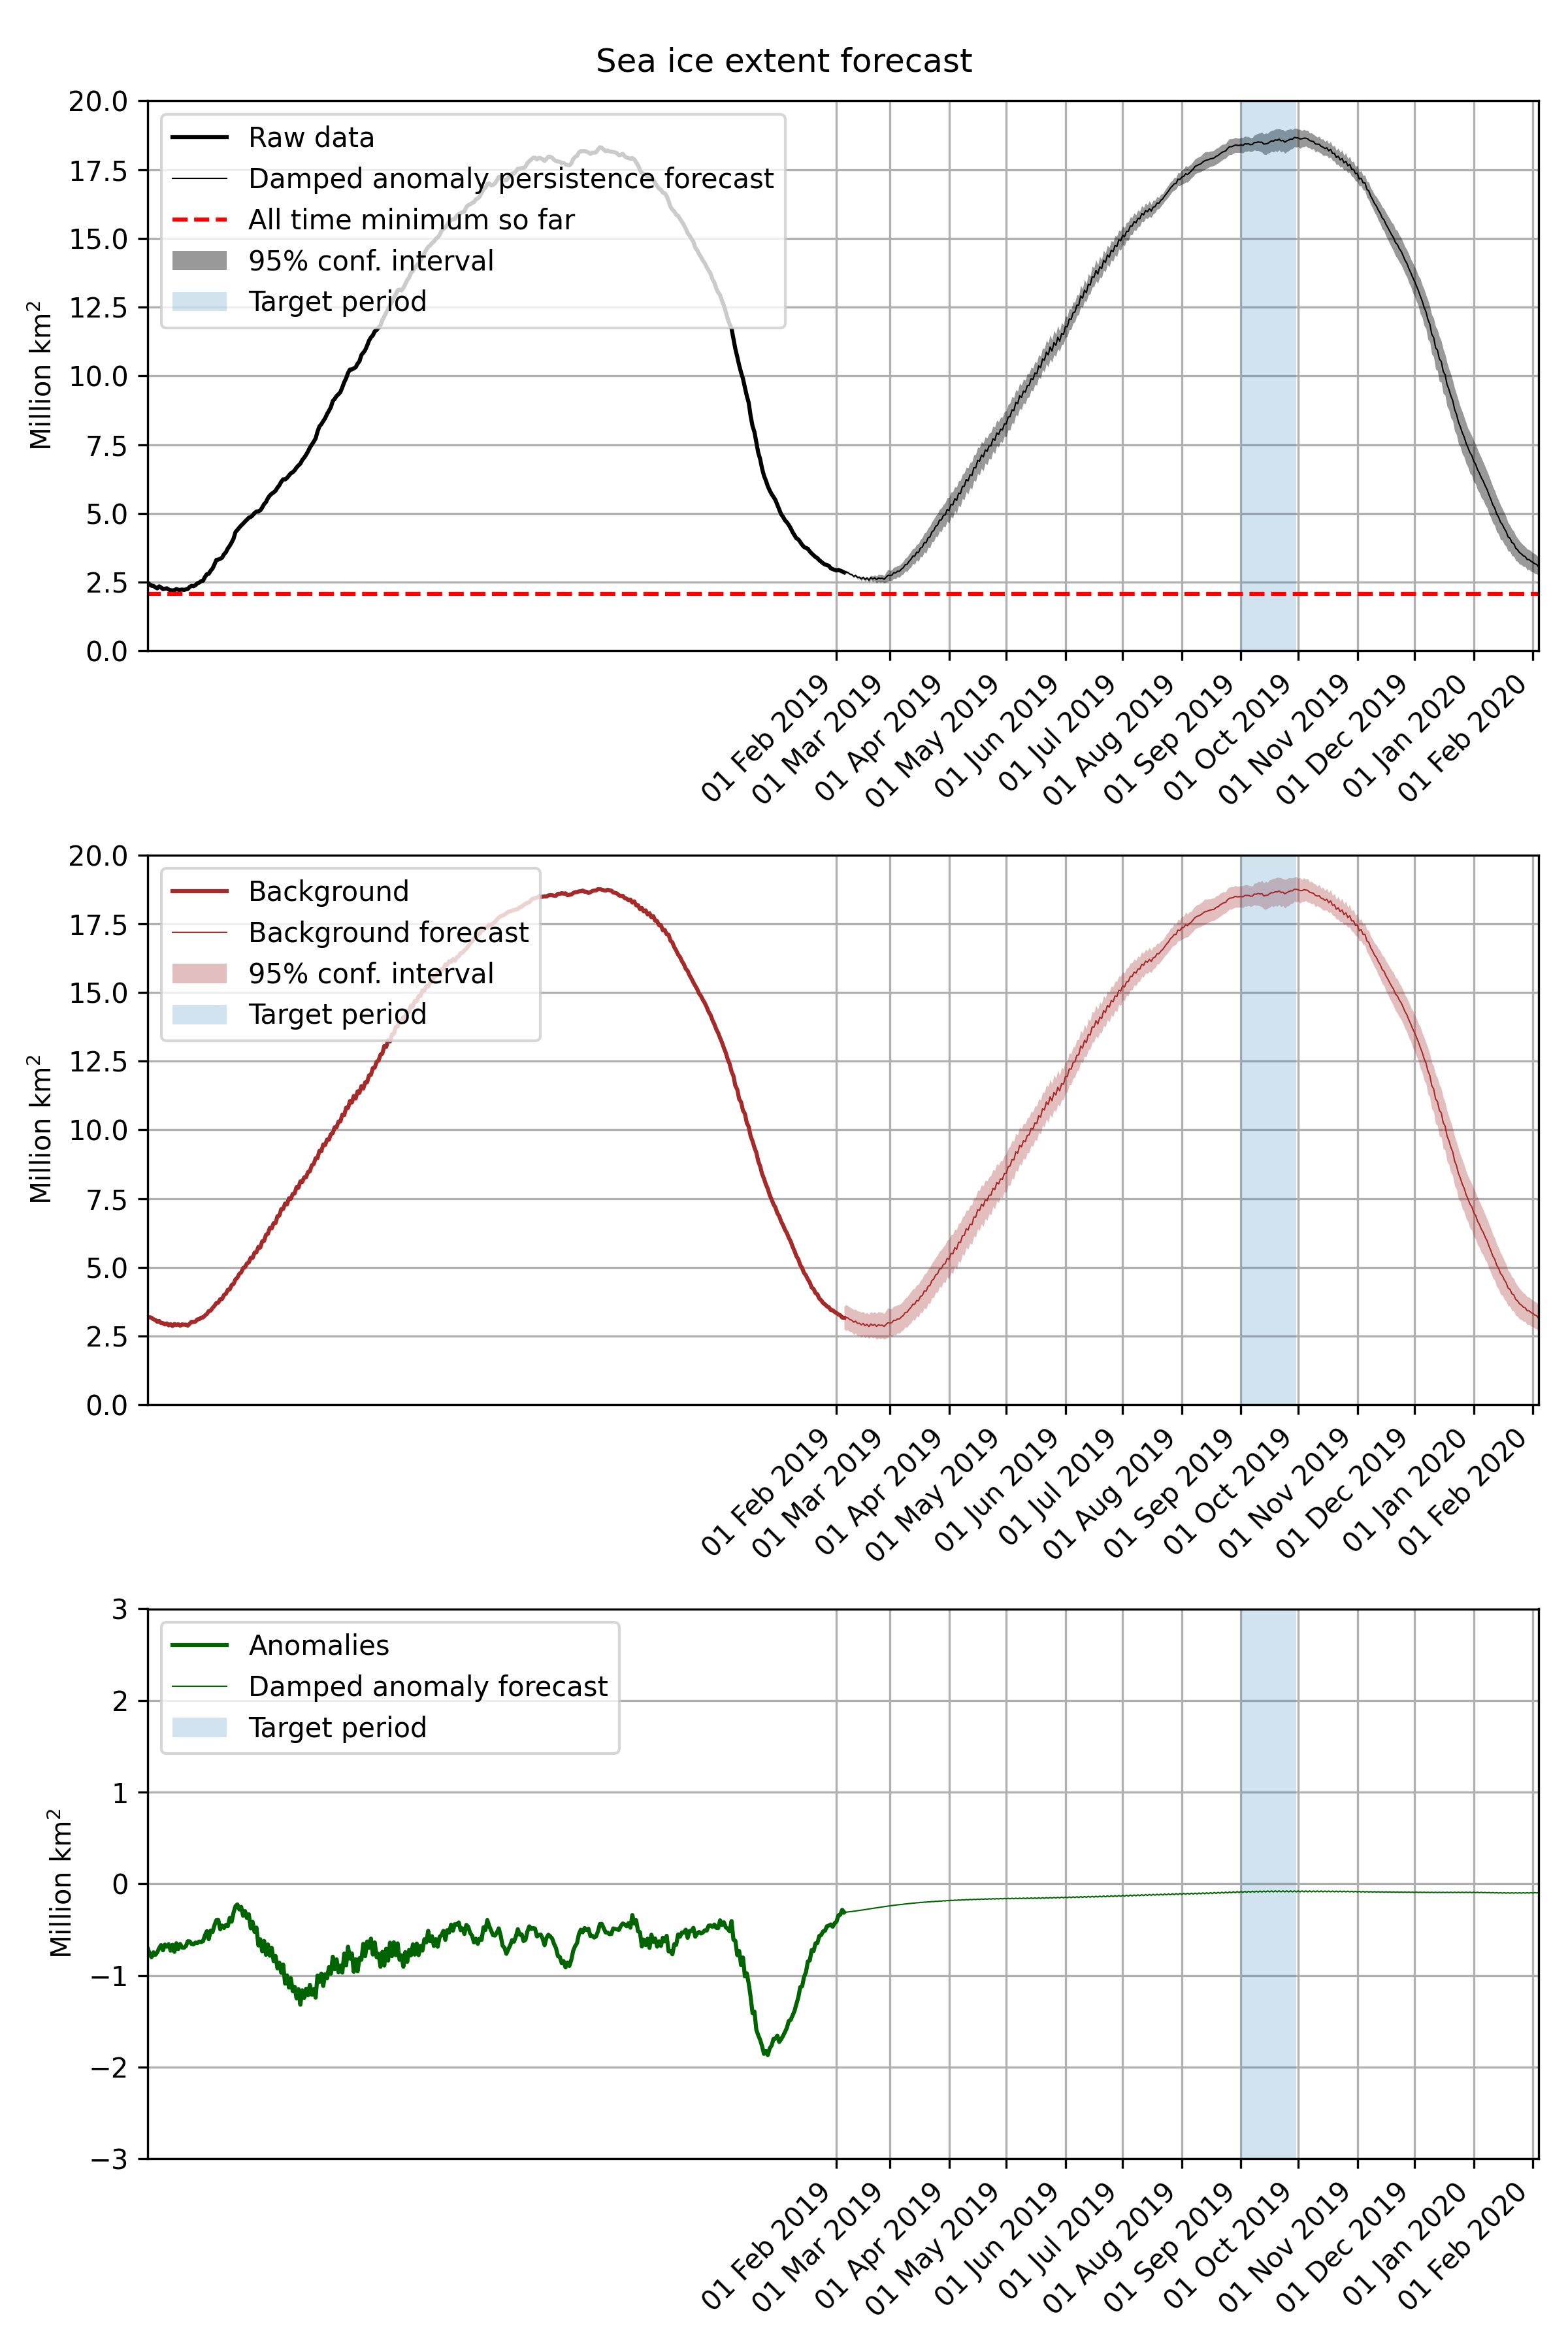 Sea ice extent forecast
20.0
17.5
15.0
12.5
10.0
7.5
5.0
2.5
0.0
Million km²
Raw data
Damped anomaly persistence forecast
All time minimum so far
95% conf. interval
Target period
01 Feb 2019
01 Mar 2019
01 Apr 2019
01 May 2019
01 Jun 2019
01 Jul 2019
01 Aug 2019
01 Sep 2019
01 Oct 2019
01 Nov 2019
01 Dec 2019
01 Jan 2020
01 Feb 2020
20.0
17.5
15.0
12.5
10.0
7.5
5.0
2.5
0.0
Million km²
Background
Background forecast
95% conf. interval
Target period
01 Feb 2019
01 Mar 2019
01 Apr 2019
01 May 2019
01 Jun 2019
01 Jul 2019
01 Aug 2019
01 Sep 2019
01 Oct 2019
01 Nov 2019
01 Dec 2019
01 Jan 2020
01 Feb 2020
3
2
1
0
−1
−2
−3
Million km²
Anomalies
Damped anomaly forecast
Target period
01 Feb 2019
01 Mar 2019
01 Apr 2019
01 May 2019
01 Jun 2019
01 Jul 2019
01 Aug 2019
01 Sep 2019
01 Oct 2019
01 Nov 2019
01 Dec 2019
01 Jan 2020
01 Feb 2020